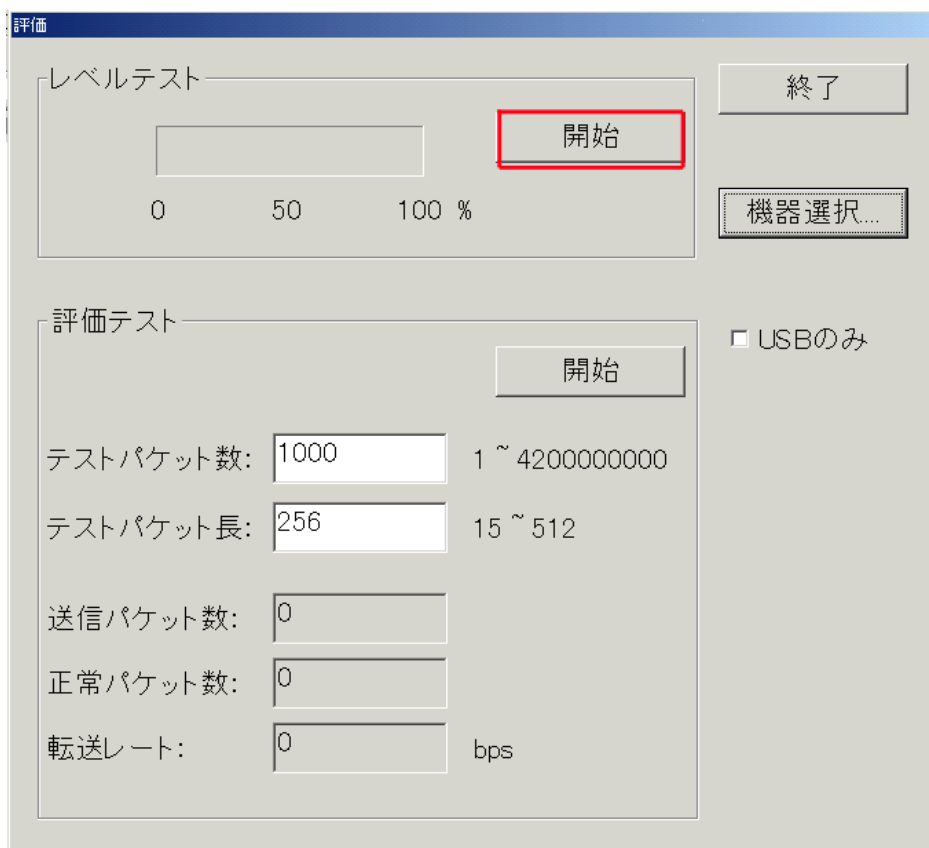 評価
レベルテスト
終了
開始
0 50 100 %
機器選択...
評価テスト
USBのみ
開始
テストパケット数: 1000 1 ~ 4200000000
テストパケット長: 256 15 ~ 512
送信パケット数: 0
正常パケット数: 0
転送レート: 0 bps